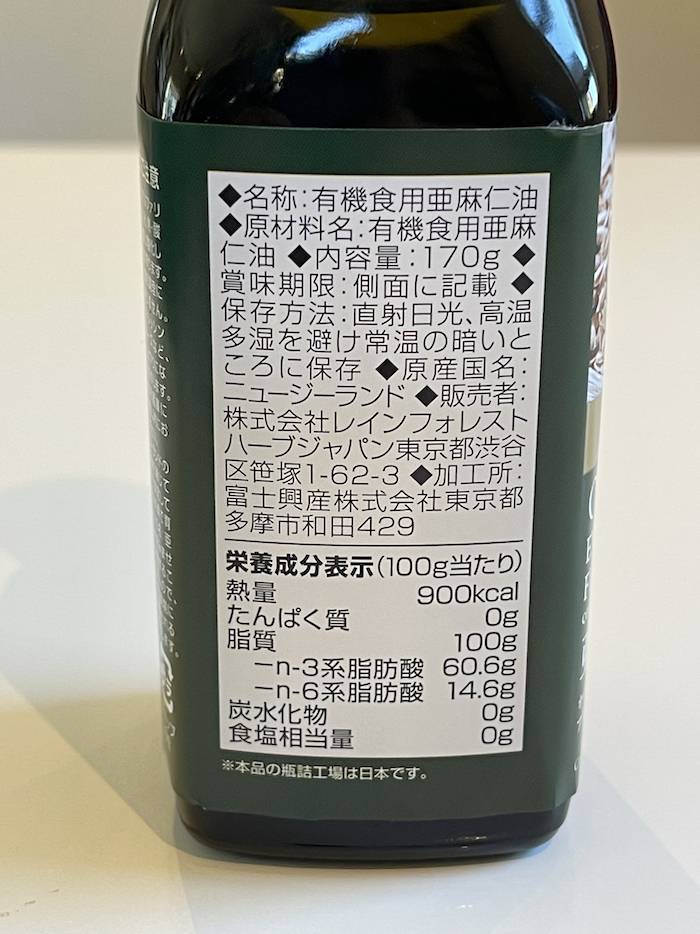 ◆名称:有機食用亜麻仁油
◆原材料名:有機食用亜麻
仁油 ◆内容量:170g ◆
賞味期限:側面に記載 ◆
保存方法:直射日光、高温
多湿を避け常温の暗いと
ころに保存 ◆原産国名:
ニュージーランド ◆販売者:
株式会社レインフォレスト
ハーブジャパン東京都渋谷
区笹塚1-62-3 ◆加工所:
富士興産株式会社東京都
多摩市和田429
栄養成分表示(100g当たり)
熱量 900kcal
たんぱく質 0g
脂質 100g
－n-3系脂肪酸 60.6g
－n-6系脂肪酸 14.6g
炭水化物 0g
食塩相当量 0g
※本品の瓶詰工場は日本です。